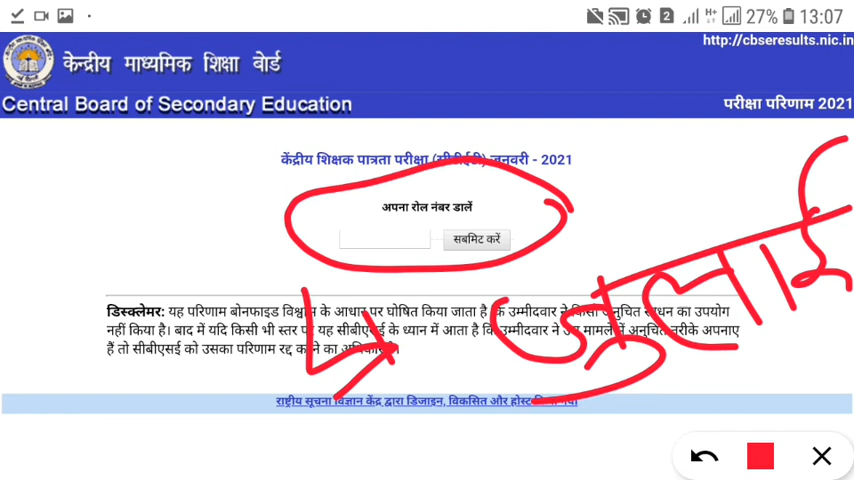 2 H+ 27% 13:07
http://cbseresults.nic.in
केन्द्रीय माध्यमिक शिक्षा बोर्ड
Central Board of Secondary Education
परीक्षा परिणाम 2021
केंद्रीय शिक्षक पात्रता परीक्षा (सीटीईटी) जनवरी - 2021
अपना रोल नंबर डालें
सबमिट करें
जुलाई
डिस्क्लेमर: यह परिणाम बोनफाइड विश्वास के आधार पर घोषित किया जाता है कि उम्मीदवार ने किसी अनुचित साधन का उपयोग
नहीं किया है। बाद में यदि किसी भी स्तर पर यह सीबीएसई के ध्यान में आता है कि उम्मीदवार ने उस मामले में अनुचित तरीके अपनाए
हैं तो सीबीएसई को उसका परिणाम रद्द करने का अधिकार है।
राष्ट्रीय सूचना विज्ञान केंद्र द्वारा डिजाइन, विकसित और होस्ट किया गया